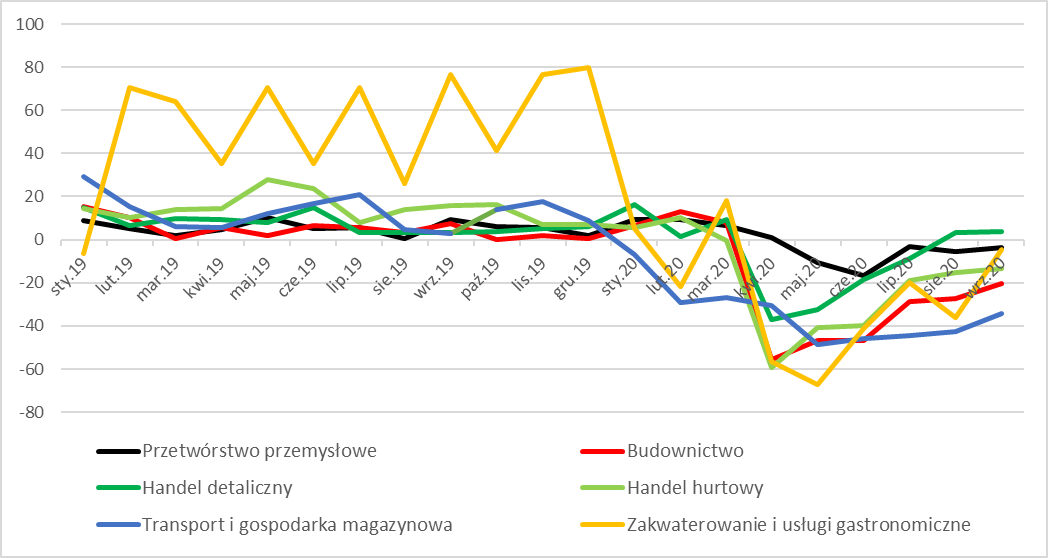 100
80
60
40
20
0
-20
-40
-60
-80
sty.19 lut.19 mar.19 kwi.19 maj.19 cze.19 lip.19 sie.19 wrz.19 paź.19 lis.19 gru.19 sty.20 lut.20 mar.20 kwi.20 maj.20 cze.20 lip.20 sie.20 wrz.20
Przetwórstwo przemysłowe Budownictwo
Handel detaliczny Handel hurtowy
Transport i gospodarka magazynowa Zakwaterowanie i usługi gastronomiczne